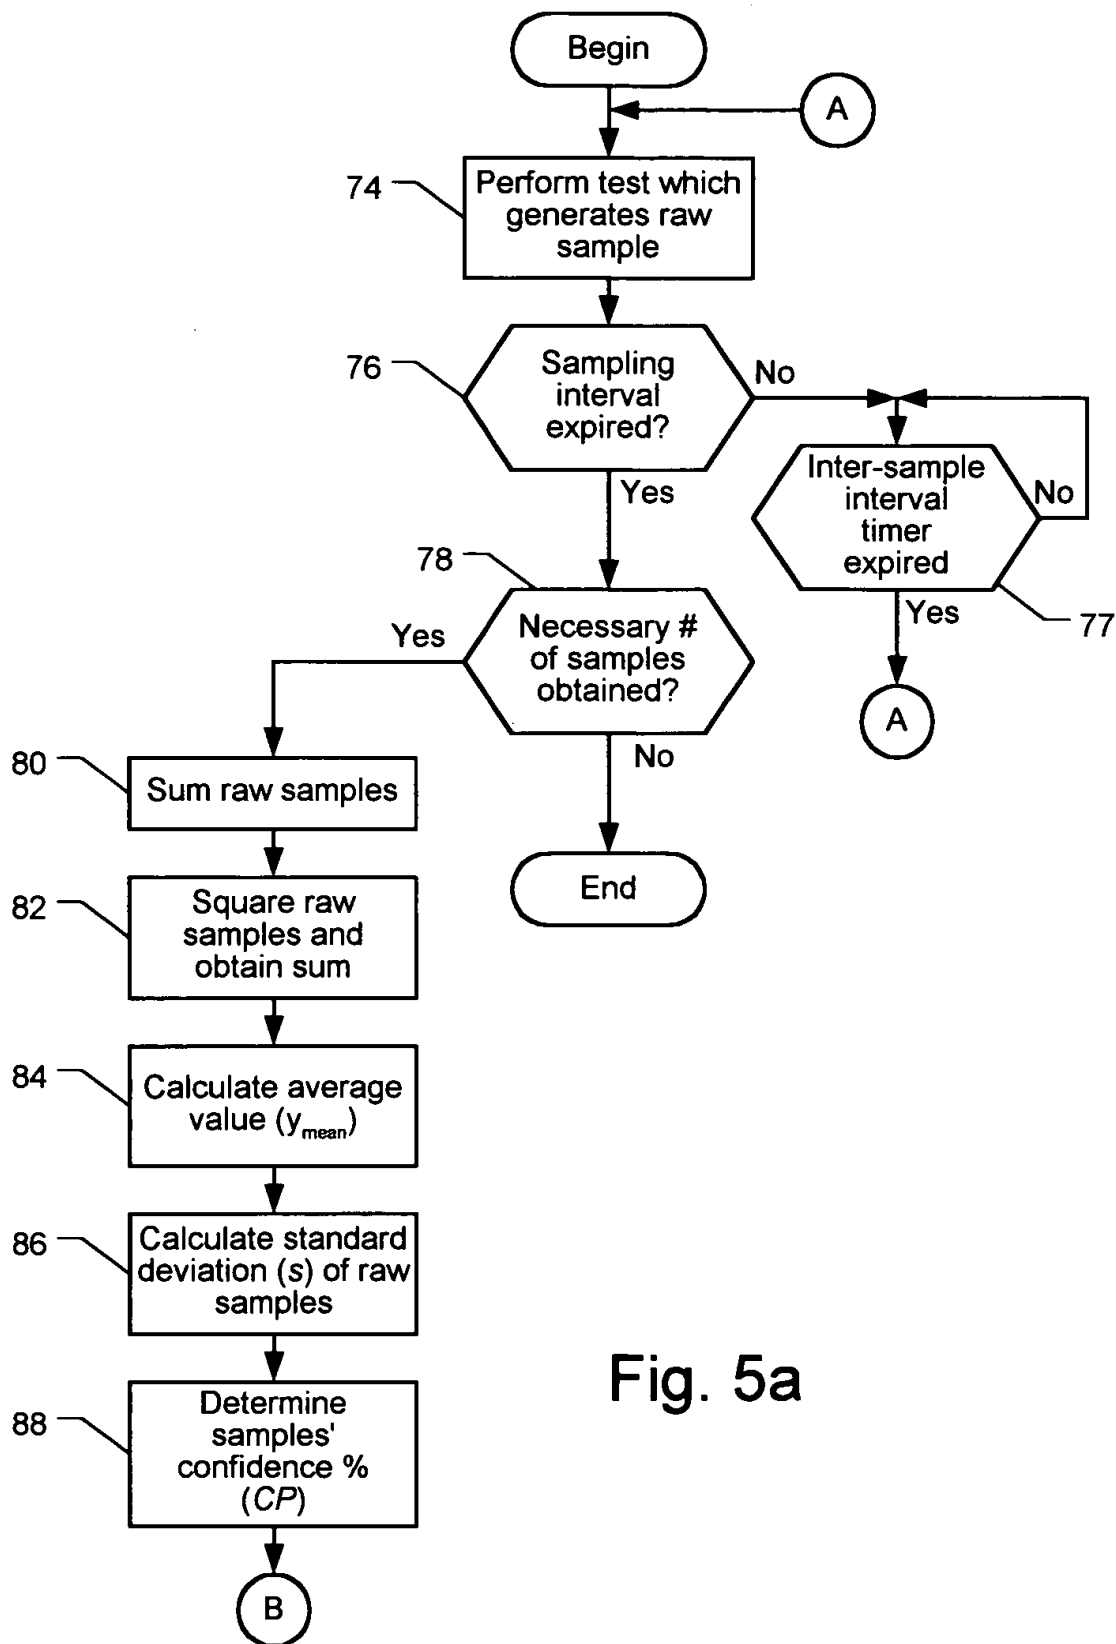 Begin
A
74
Perform test which
generates raw
sample
76
Sampling
interval
expired?
No
Yes
Inter-sample
interval
timer
expired
No
77
Yes
A
78
Necessary #
of samples
obtained?
Yes
No
End
80
Sum raw samples
82
Square raw
samples and
obtain sum
84
Calculate average
value (ymean)
86
Calculate standard
deviation (s) of raw
samples
88
Determine
samples'
confidence %
(CP)
B
Fig. 5a